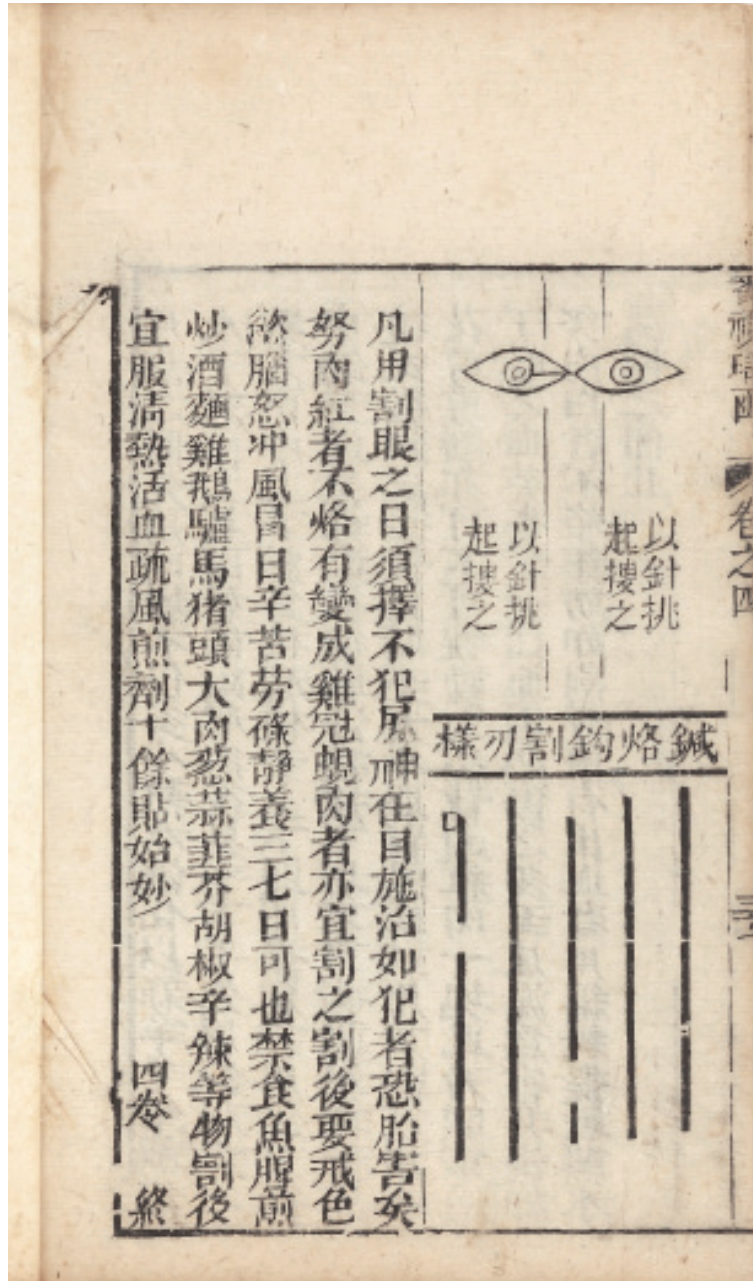 審視瑤函 卷之四
以針挑
起摟之
以針挑
起摟之
鍼烙鈎割刃樣
凡用割眼之日須擇不犯尻神在目施治如犯者恐胎害矣
努肉紅者不烙有變成雞冠蜆肉者亦宜割之割後要戒色
慾腦怒冲風冒日辛苦勞碌靜養三七日可也禁食魚腥煎
炒酒麵雞鵝驢馬猪頭大肉葱蒜韮芥胡椒辛辣等物割後
宜服清熱活血疏風煎劑十餘貼始妙 四卷 終